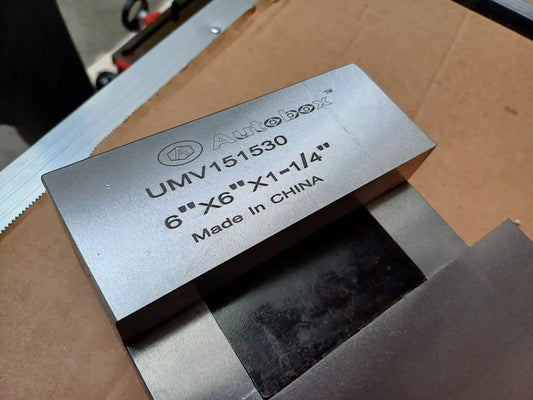 Autobox™
UMV151530
6"X6"X1-1/4"
Made In CHINA